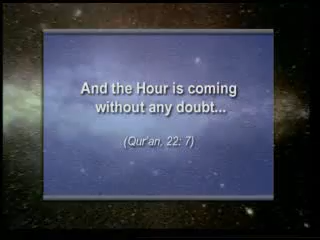 And the Hour is coming
without any doubt...
(Qur'an, 22: 7)